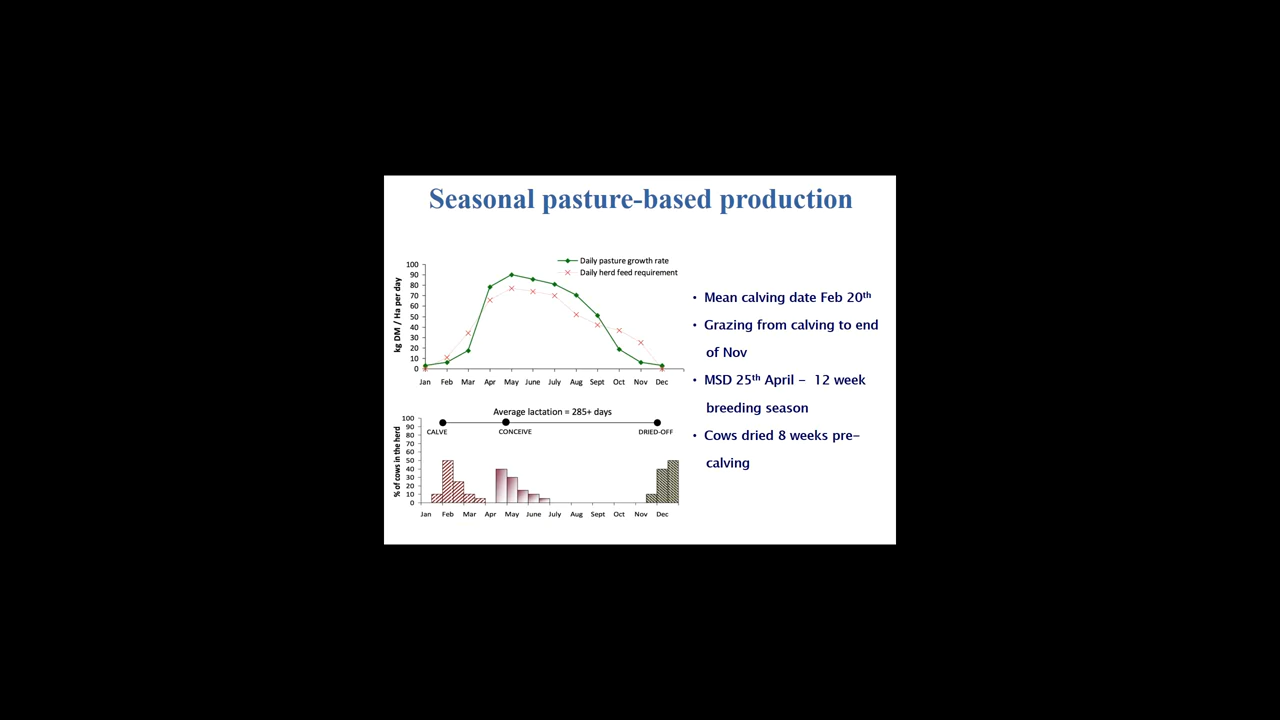 Seasonal pasture-based production
Daily pasture growth rate
Daily herd feed requirement
kg DM / Ha per day
100
90
80
70
60
50
40
30
20
10
0
Jan Feb Mar Apr May June July Aug Sept Oct Nov Dec
Average lactation = 285+ days
CALVE CONCEIVE DRIED-OFF
% of cows in the herd
100
90
80
70
60
50
40
30
20
10
0
Jan Feb Mar Apr May June July Aug Sept Oct Nov Dec
• Mean calving date Feb 20th
• Grazing from calving to end
of Nov
• MSD 25th April – 12 week
breeding season
• Cows dried 8 weeks pre-
calving